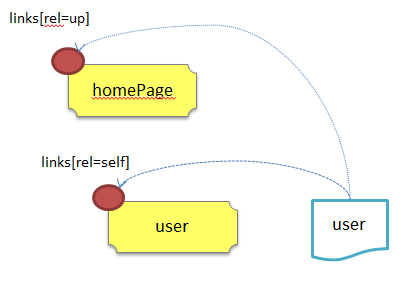 links[rel=up]
homePage
links[rel=self]
user
user